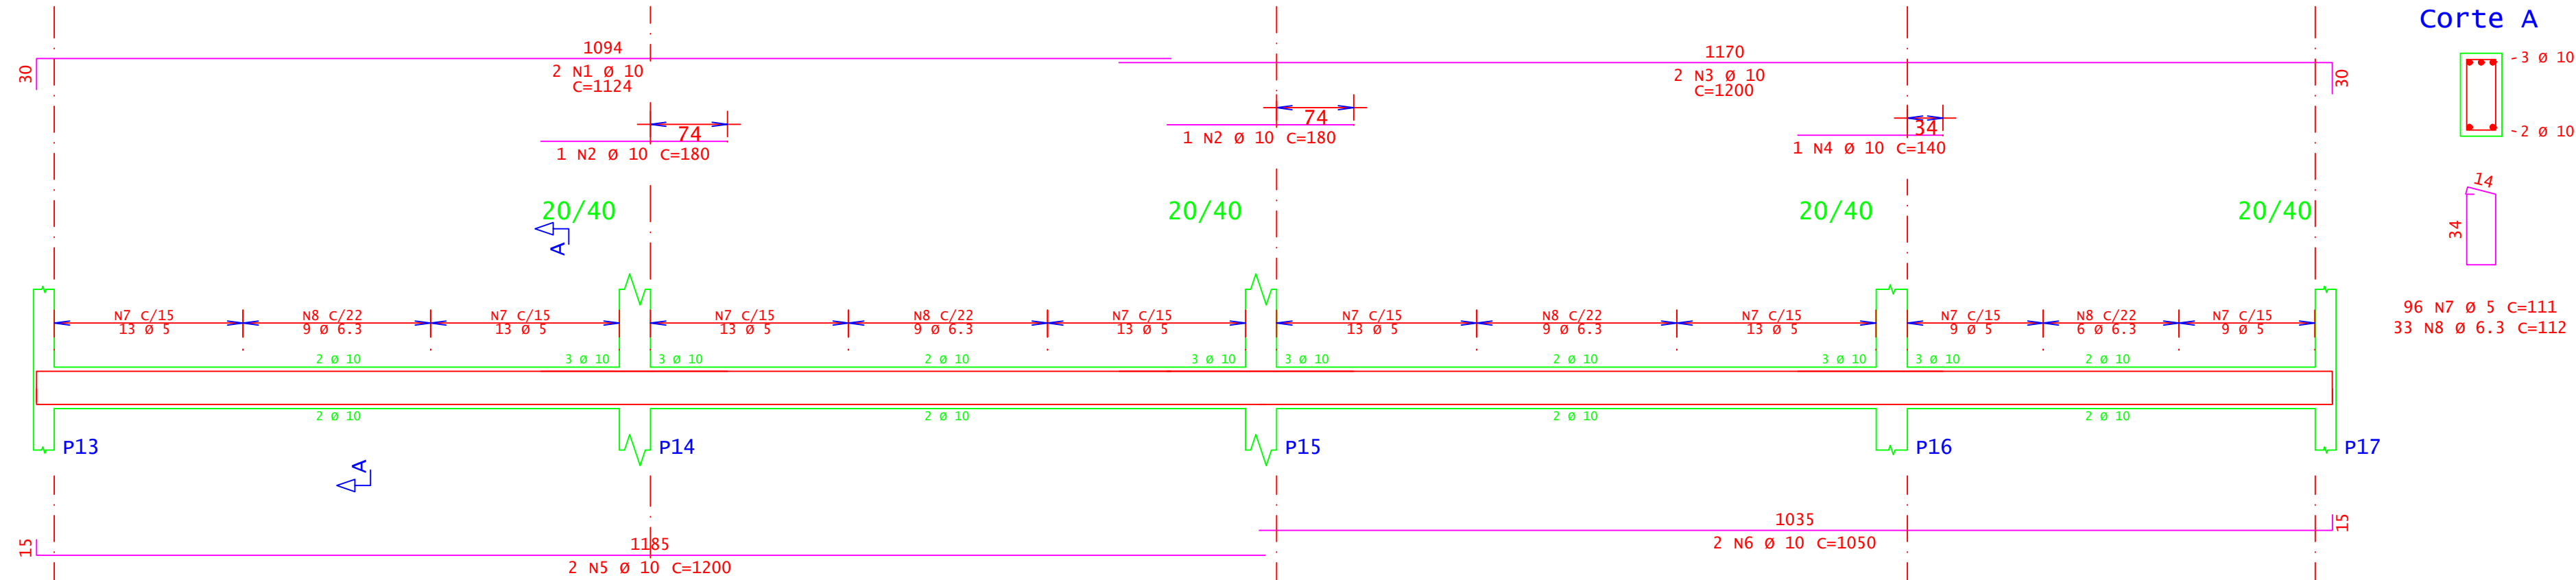 Corte A
1094
2 N1 Ø 10
C=1124
30
1170
2 N3 Ø 10
C=1200
30
-3 Ø 10
-2 Ø 10
74
1 N2 Ø 10 C=180
74
1 N2 Ø 10 C=180
34
1 N4 Ø 10 C=140
14
34
20/40
20/40
20/40
20/40
A
N7 C/15
13 Ø 5
N8 C/22
9 Ø 6.3
N7 C/15
13 Ø 5
N7 C/15
13 Ø 5
N8 C/22
9 Ø 6.3
N7 C/15
13 Ø 5
N7 C/15
13 Ø 5
N8 C/22
9 Ø 6.3
N7 C/15
13 Ø 5
N7 C/15
9 Ø 5
N8 C/22
6 Ø 6.3
N7 C/15
9 Ø 5
96 N7 Ø 5 C=111
33 N8 Ø 6.3 C=112
2 Ø 10
3 Ø 10
3 Ø 10
2 Ø 10
3 Ø 10
3 Ø 10
2 Ø 10
3 Ø 10
3 Ø 10
2 Ø 10
2 Ø 10
2 Ø 10
2 Ø 10
2 Ø 10
P13
P14
P15
P16
P17
A
15
1185
2 N5 Ø 10 C=1200
1035
2 N6 Ø 10 C=1050
15